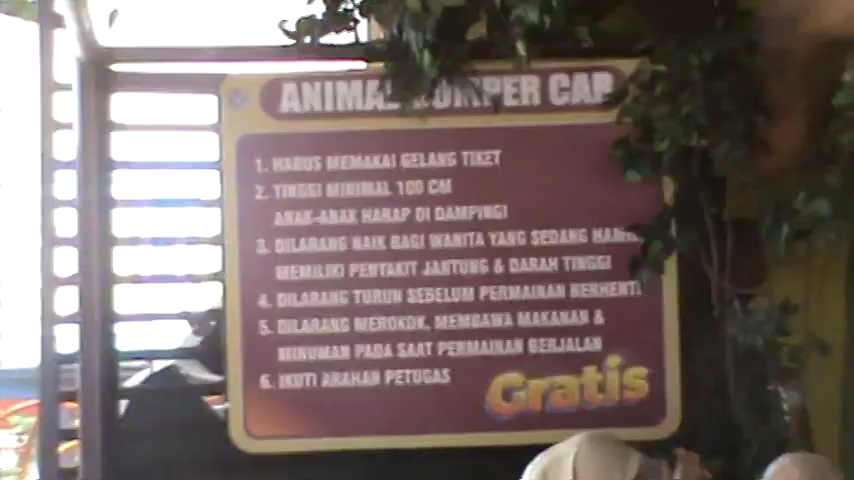 ANIMAL BUMPER CAR
1. HARUS MEMAKAI GELANG TIKET
2. TINGGI MINIMAL 100 CM
ANAK-ANAK HARAP DI DAMPINGI
3. DILARANG NAIK BAGI WANITA YANG SEDANG HAMIL,
MEMILIKI PENYAKIT JANTUNG & DARAH TINGGI
4. DILARANG TURUN SEBELUM PERMAINAN BERHENTI
5. DILARANG MEROKOK, MEMBAWA MAKANAN &
MINUMAN PADA SAAT PERMAINAN BERJALAN
6. IKUTI ARAHAN PETUGAS
Gratis